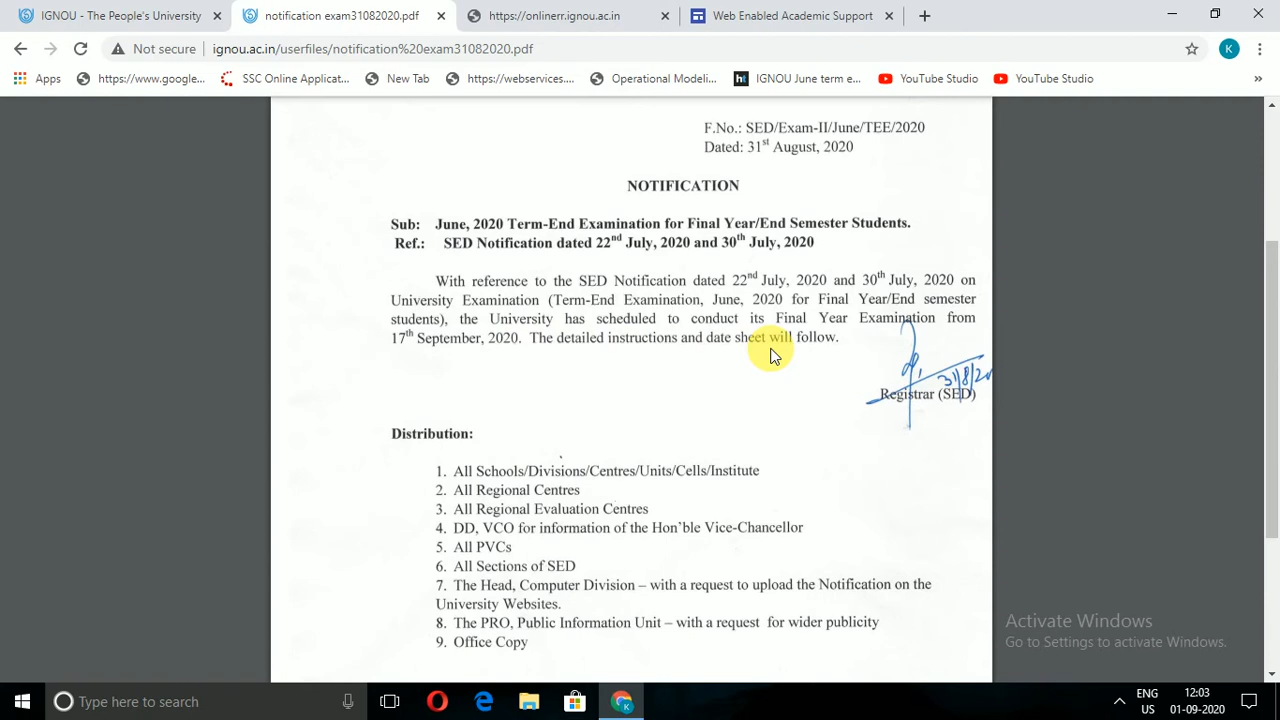 IGNOU - The People's University
notification exam31082020.pdf
https://onlinerr.ignou.ac.in
Web Enabled Academic Support
Not secure
ignou.ac.in/userfiles/notification%20exam31082020.pdf
K
Apps
https://www.google...
SSC Online Applicat...
New Tab
https://webservices....
Operational Modeli...
ht
IGNOU June term e...
YouTube Studio
YouTube Studio
»
F.No.: SED/Exam-II/June/TEE/2020
Dated: 31st August, 2020
NOTIFICATION
Sub: June, 2020 Term-End Examination for Final Year/End Semester Students.
Ref.: SED Notification dated 22nd July, 2020 and 30th July, 2020
With reference to the SED Notification dated 22nd July, 2020 and 30th July, 2020 on
University Examination (Term-End Examination, June, 2020 for Final Year/End semester
students), the University has scheduled to conduct its Final Year Examination from
17th September, 2020. The detailed instructions and date sheet will follow.
31/8/20
Registrar (SED)
Distribution:
1. All Schools/Divisions/Centres/Units/Cells/Institute
2. All Regional Centres
3. All Regional Evaluation Centres
4. DD, VCO for information of the Hon'ble Vice-Chancellor
5. All PVCs
6. All Sections of SED
7. The Head, Computer Division – with a request to upload the Notification on the
University Websites.
8. The PRO, Public Information Unit – with a request for wider publicity
9. Office Copy
Activate Windows
Go to Settings to activate Windows.
Type here to search
K
ENG
US
12:03
01-09-2020